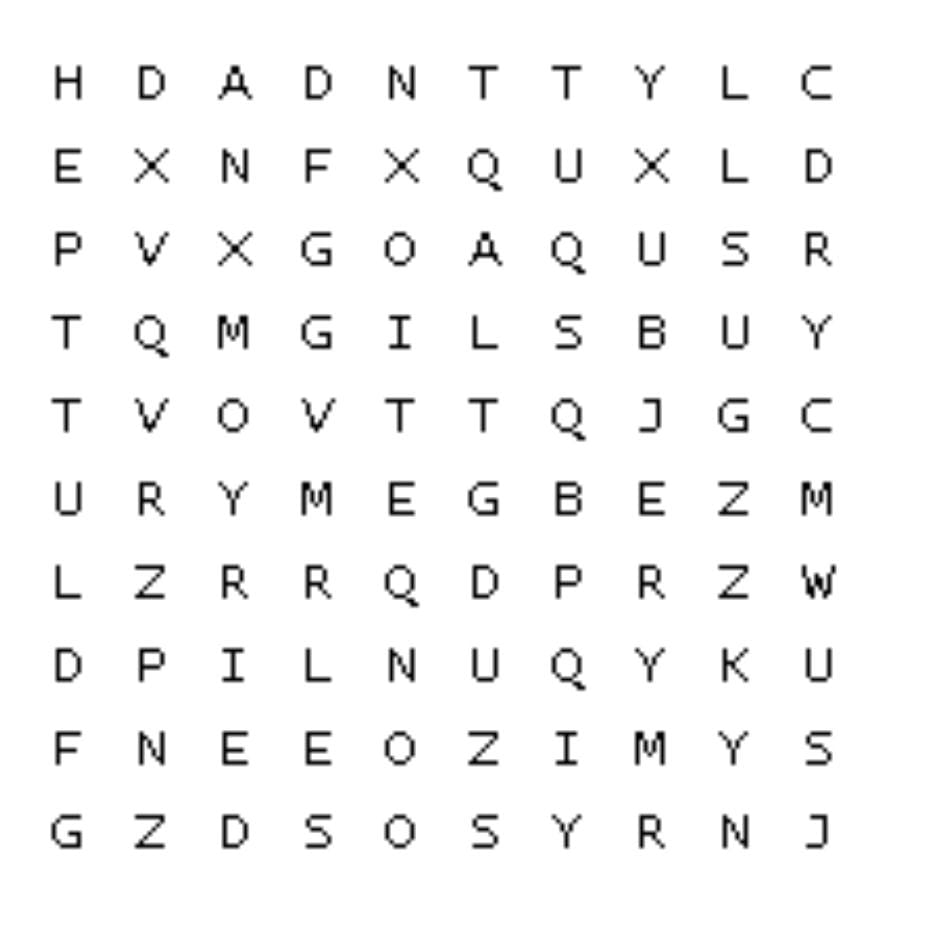 H D A D N T T Y L C
E X N F X Q U X L D
P V X G O A Q U S R
T Q M G I L S B U Y
T V O V T T Q J G C
U R Y M E G B E Z M
L Z R R Q D P R Z W
D P I L N U Q Y K U
F N E E O Z I M Y S
G Z D S O S Y R N J